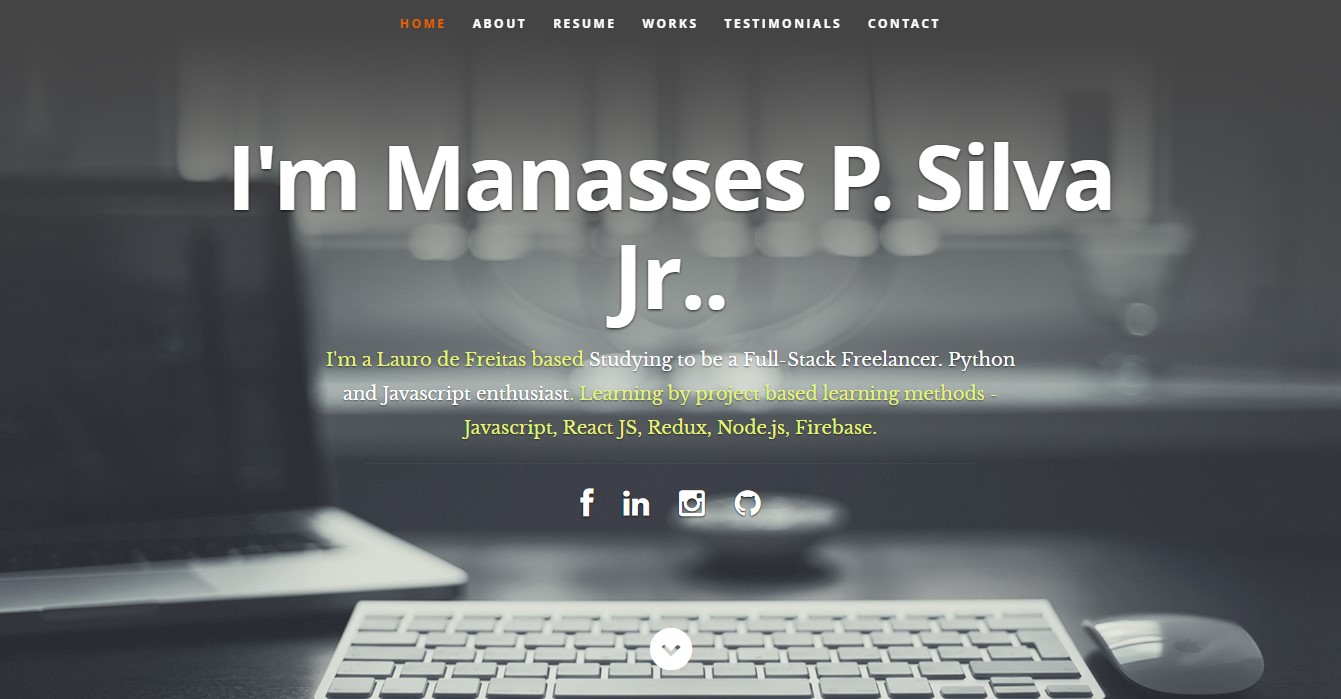 HOME ABOUT RESUME WORKS TESTIMONIALS CONTACT
I'm Manasses P. Silva
Jr..
I'm a Lauro de Freitas based Studying to be a Full-Stack Freelancer. Python
and Javascript enthusiast. Learning by project based learning methods -
Javascript, React JS, Redux, Node.js, Firebase.